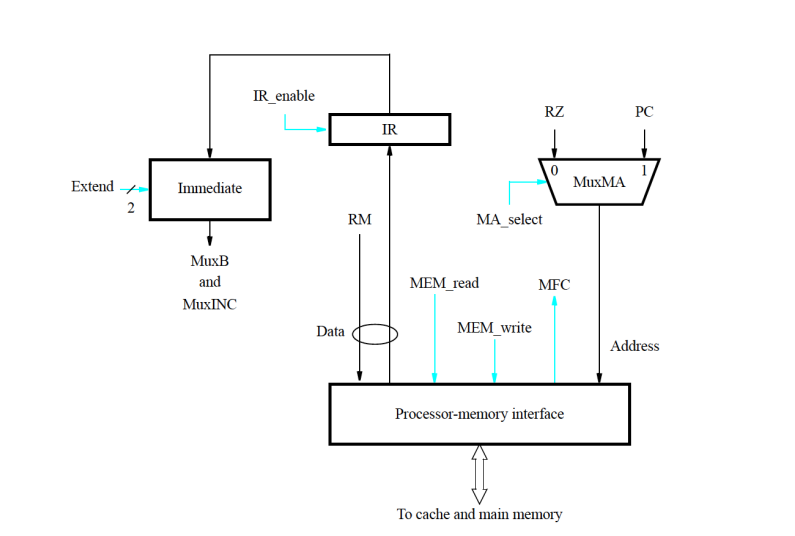 IR_enable
RZ
PC
IR
0
1
MuxMA
Extend
2
Immediate
RM
MA_select
MuxB
and
MuxINC
MEM_read
MFC
Data
MEM_write
Address
Processor-memory interface
To cache and main memory